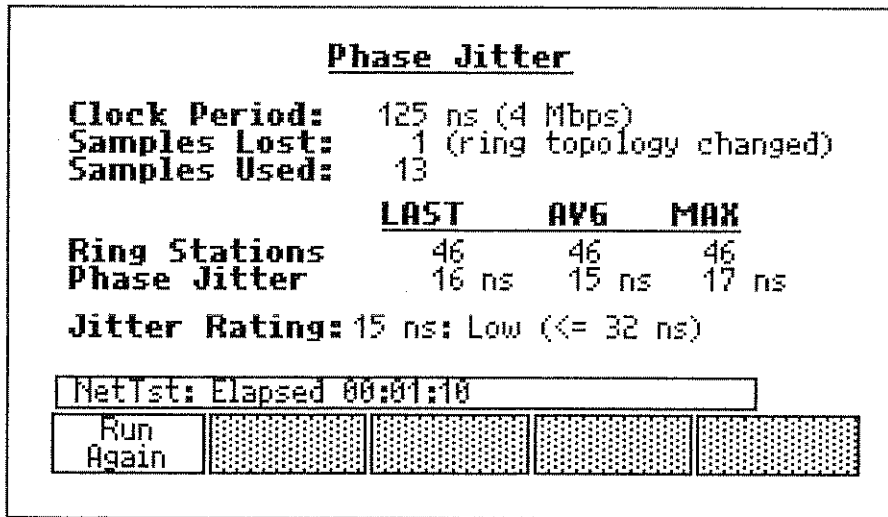 Phase Jitter
Clock Period: 125 ns (4 Mbps)
Samples Lost: 1 (ring topology changed)
Samples Used: 13
LAST AVG MAX
Ring Stations 46 46 46
Phase Jitter 16 ns 15 ns 17 ns
Jitter Rating: 15 ns: Low (<= 32 ns)
NetTst: Elapsed 00:01:10
Run
Again